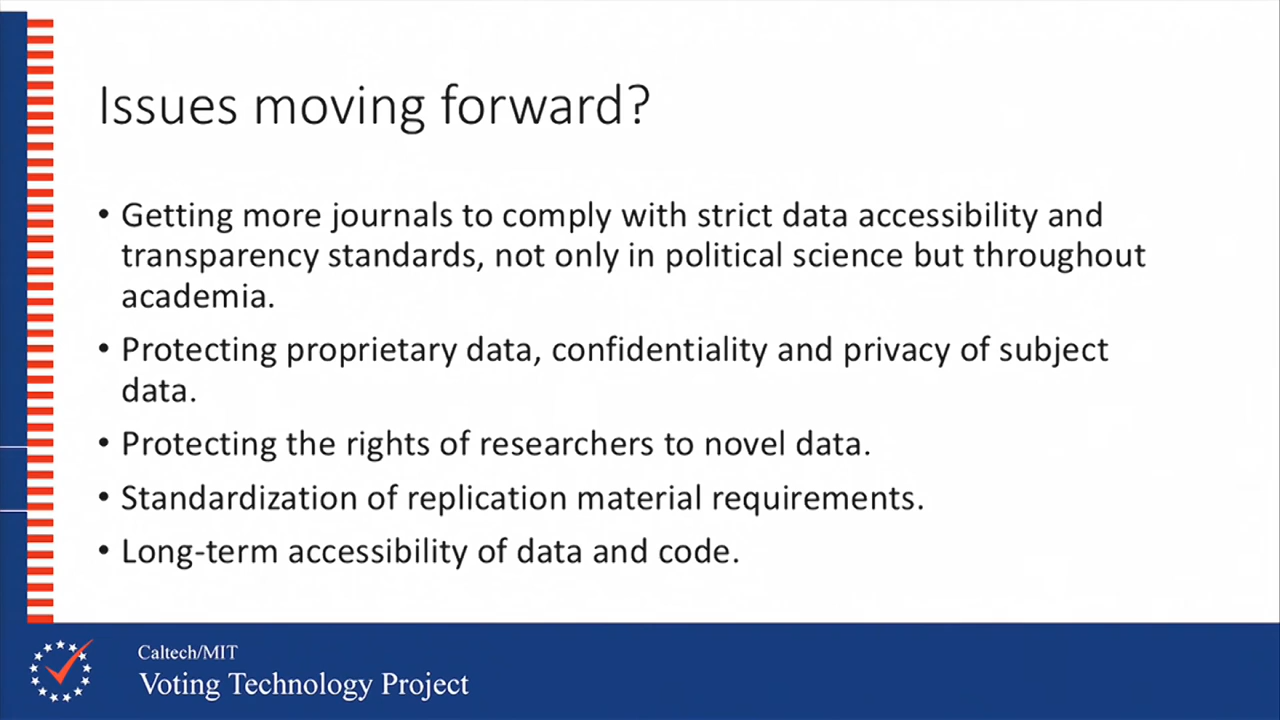 Issues moving forward?
• Getting more journals to comply with strict data accessibility and
transparency standards, not only in political science but throughout
academia.
• Protecting proprietary data, confidentiality and privacy of subject
data.
• Protecting the rights of researchers to novel data.
• Standardization of replication material requirements.
• Long-term accessibility of data and code.
Caltech/MIT
Voting Technology Project